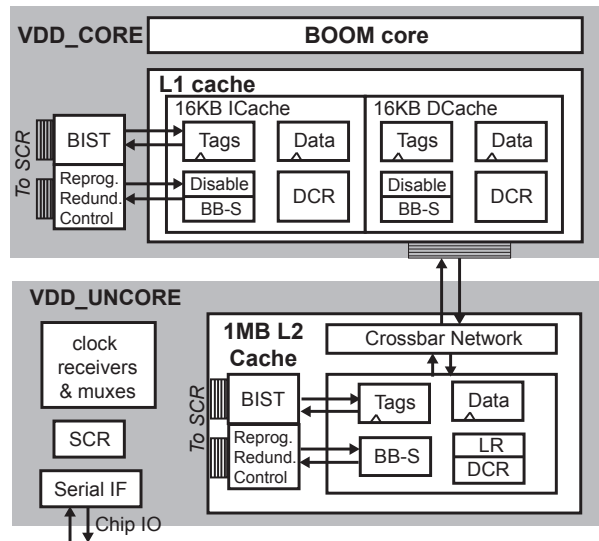 VDD_CORE
BOOM core
L1 cache
16KB ICache
16KB DCache
To SCR
BIST
Tags
Data
Tags
Data
Reprog.
Redund.
Control
Disable
BB-S
DCR
Disable
BB-S
DCR
VDD_UNCORE
clock
receivers
& muxes
SCR
Serial IF
Chip IO
1MB L2
Cache
Crossbar Network
To SCR
BIST
Tags
Data
Reprog.
Redund.
Control
BB-S
LR
DCR